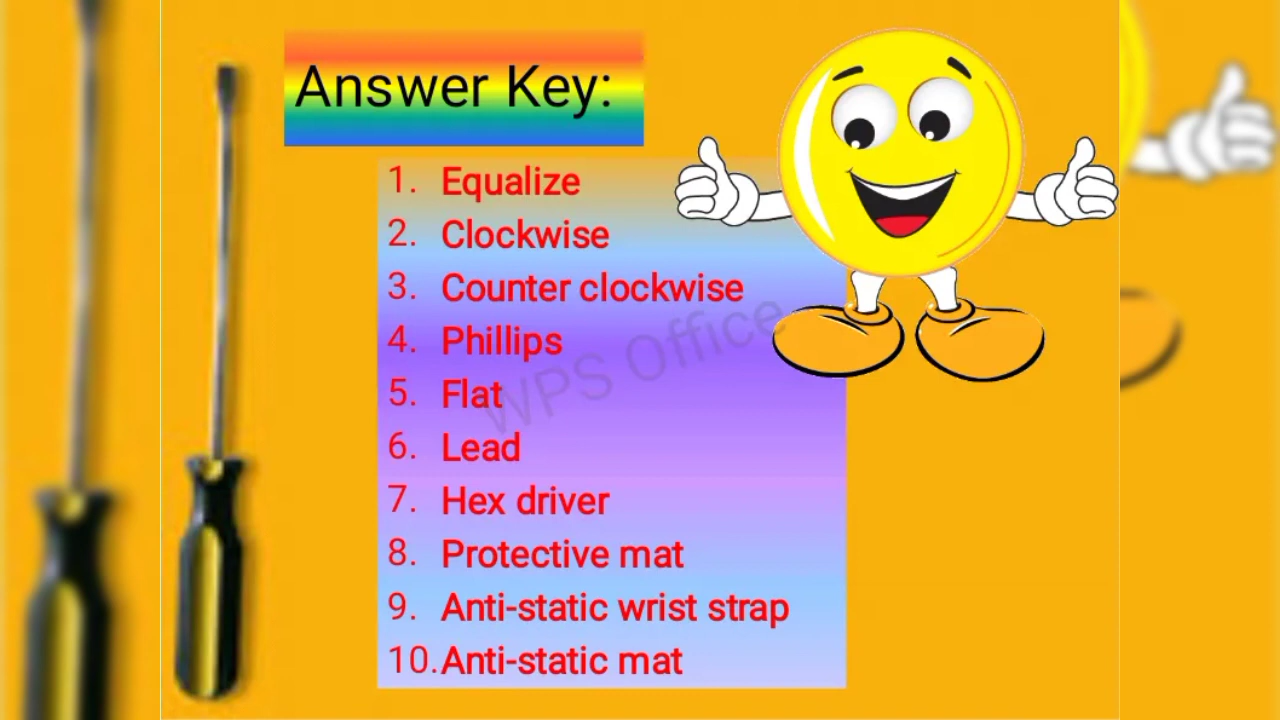 Answer Key:
1. Equalize
2. Clockwise
3. Counter clockwise
4. Phillips
5. Flat
6. Lead
7. Hex driver
8. Protective mat
9. Anti-static wrist strap
10. Anti-static mat
WPS Office